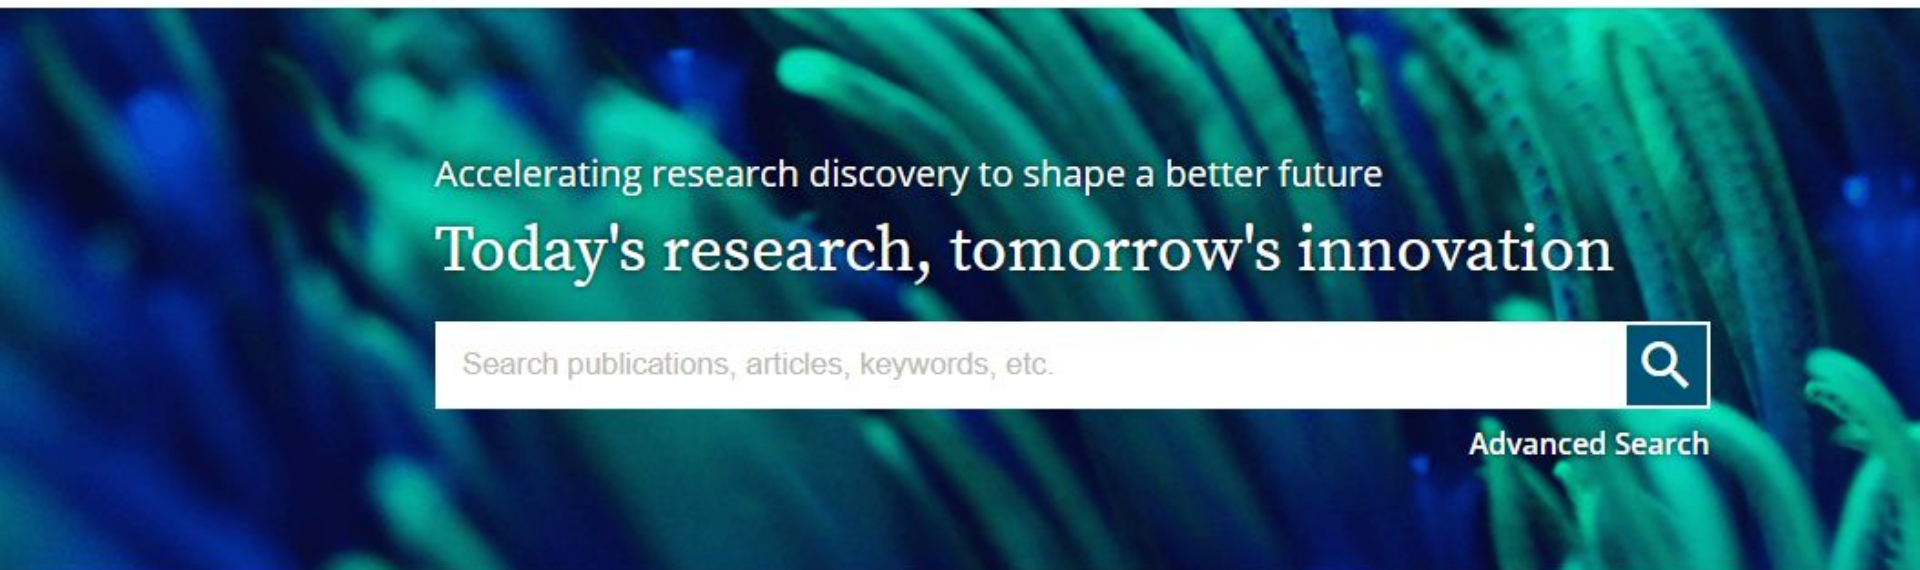 Accelerating research discovery to shape a better future
Today's research, tomorrow's innovation
Search publications, articles, keywords, etc.
Advanced Search